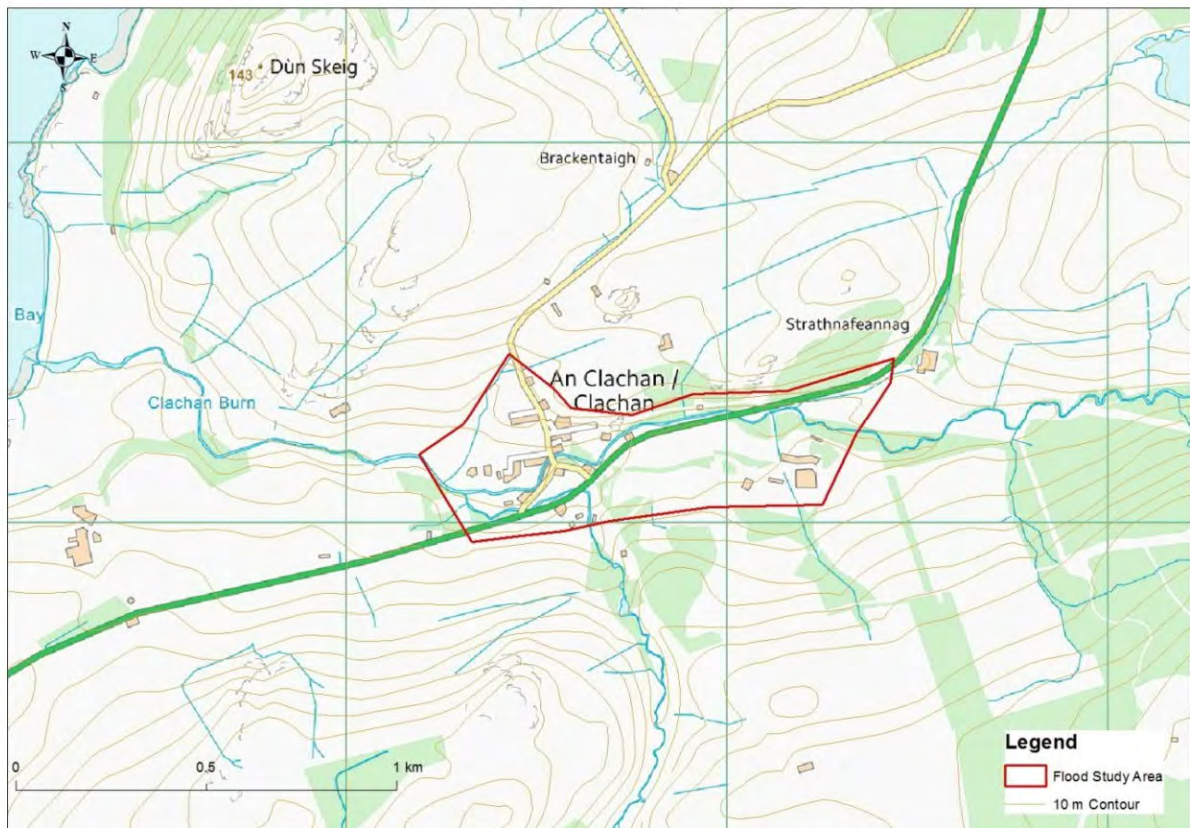 N
W E
S
143 Dùn Skeig
Brackentaigh
Strathnafeannag
Bay
An Clachan /
Clachan
Clachan Burn
0 0.5 1 km
Legend
Flood Study Area
10 m Contour